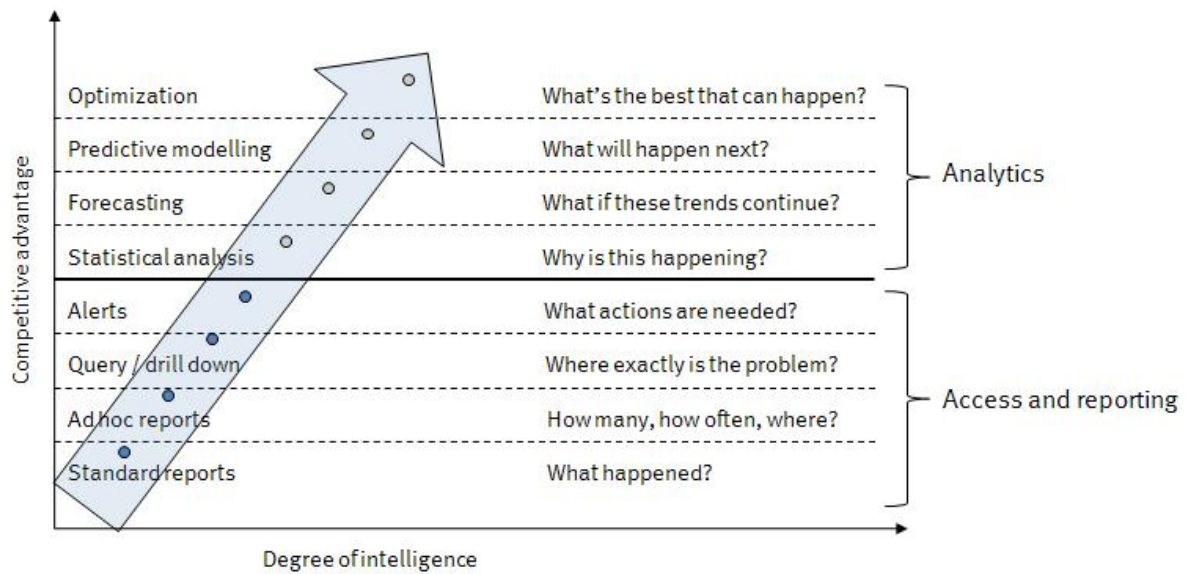 Optimization What's the best that can happen?
Predictive modelling What will happen next?
Analytics
Forecasting What if these trends continue?
Statistical analysis Why is this happening?
Competitive advantage
Alerts What actions are needed?
Query / drill down Where exactly is the problem?
Access and reporting
Ad hoc reports How many, how often, where?
Standard reports What happened?
Degree of intelligence